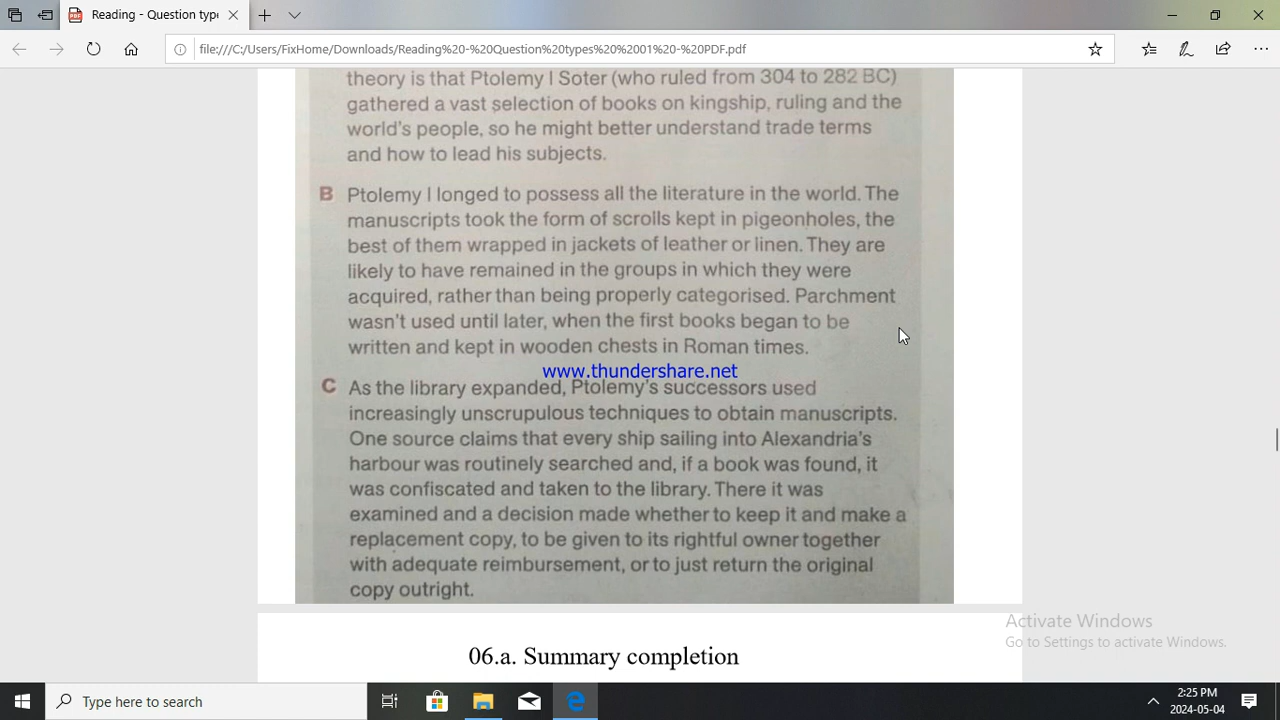 Question type
file:///C:/Users/FixHome/Downloads/Reading%20-%20Question%20types%20%2001%20-%20PDF.pdf
theory is that Ptolemy I Soter (who ruled from 304 to 282 BC)
gathered a vast selection of books on kingship, ruling and the
world's people, so he might better understand trade terms
and how to lead his subjects.
B Ptolemy I longed to possess all the literature in the world. The
manuscripts took the form of scrolls kept in pigeonholes, the
best of them wrapped in jackets of leather or linen. They are
likely to have remained in the groups in which they were
acquired, rather than being properly categorised. Parchment
wasn't used until later, when the first books began to be
written and kept in wooden chests in Roman times.
www.thundershare.net
C As the library expanded, Ptolemy's successors used
increasingly unscrupulous techniques to obtain manuscripts.
One source claims that every ship sailing into Alexandria's
harbour was routinely searched and, if a book was found, it
was confiscated and taken to the library. There it was
examined and a decision made whether to keep it and make a
replacement copy, to be given to its rightful owner together
with adequate reimbursement, or to just return the original
copy outright.
Activate Windows
Go to Settings to activate Windows.
06.a. Summary completion
Type here to search
2:25 PM
2024-05-04